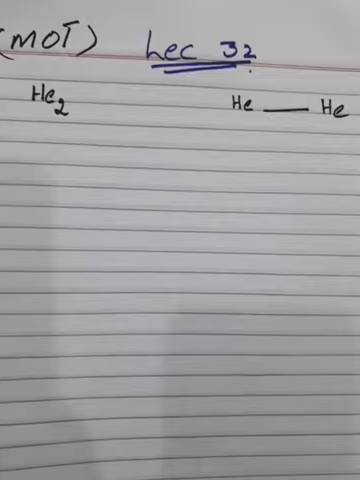 (MOT) Lec 32
He₂ He — He